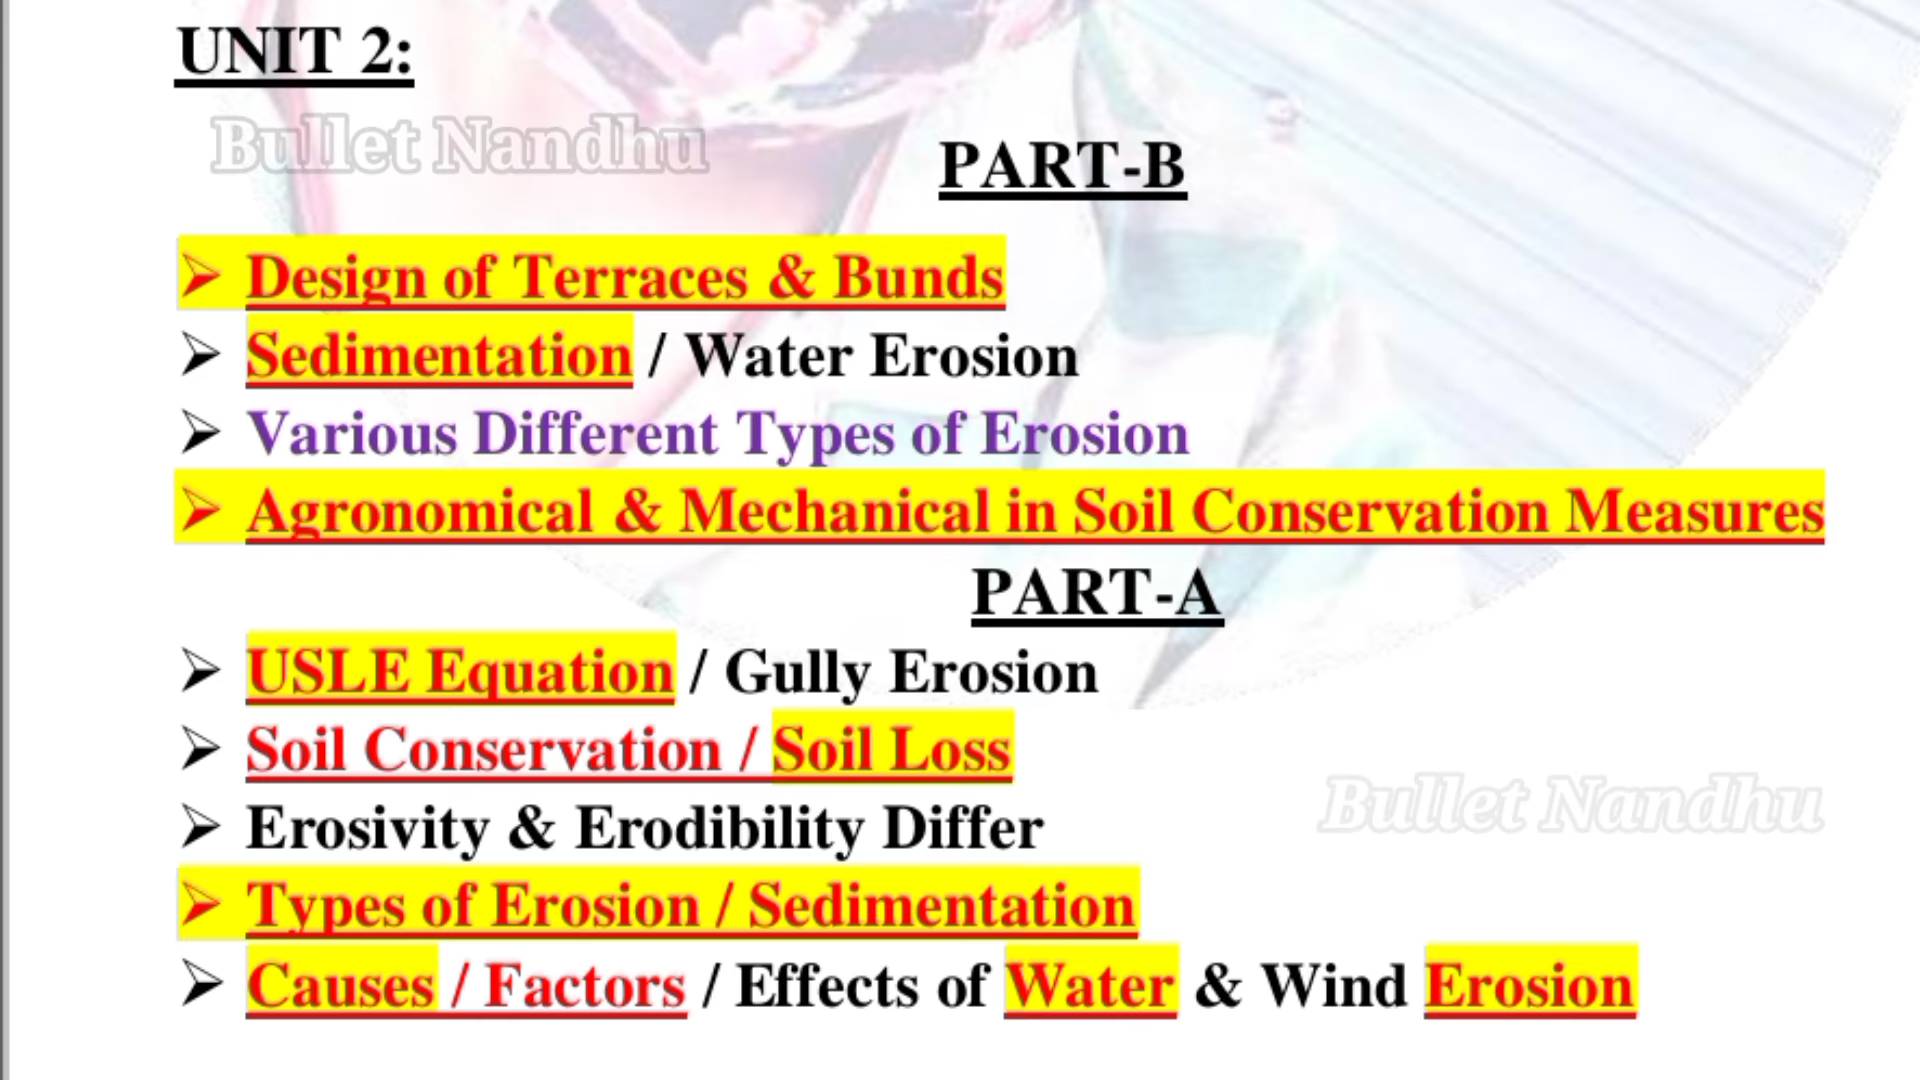 UNIT 2:
Bullet Nandhu
PART-B
➢ Design of Terraces & Bunds
➢ Sedimentation / Water Erosion
➢ Various Different Types of Erosion
➢ Agronomical & Mechanical in Soil Conservation Measures
PART-A
➢ USLE Equation / Gully Erosion
➢ Soil Conservation / Soil Loss
Bullet Nandhu
➢ Erosivity & Erodibility Differ
➢ Types of Erosion / Sedimentation
➢ Causes / Factors / Effects of Water & Wind Erosion